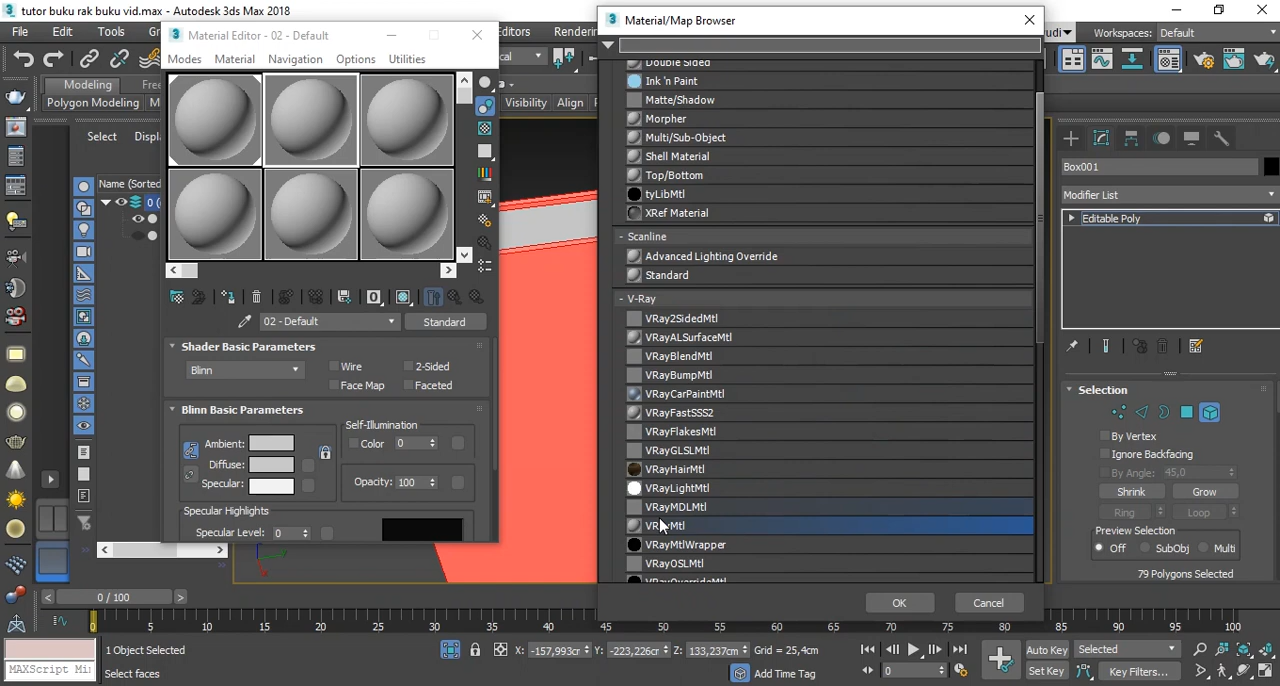 tutor buku rak buku vid.max - Autodesk 3ds Max 2018
File Edit Tools
Workspaces: Default
Modeling
Polygon Modeling
Visibility Align
Select
Name (Sorted
Material Editor - 02 - Default
Modes Material Navigation Options Utilities
02 - Default Standard
Shader Basic Parameters
Blinn Wire 2-Sided
Face Map Faceted
Blinn Basic Parameters
Self-Illumination
Ambient: Color 0
Diffuse:
Specular: Opacity: 100
Specular Highlights
Specular Level: 0
Material/Map Browser
Double Sided
Ink 'n Paint
Matte/Shadow
Morpher
Multi/Sub-Object
Shell Material
Top/Bottom
tyLibMtl
XRef Material
- Scanline
Advanced Lighting Override
Standard
- V-Ray
VRay2SidedMtl
VRayALSurfaceMtl
VRayBlendMtl
VRayBumpMtl
VRayCarPaintMtl
VRayFastSSS2
VRayFlakesMtl
VRayGLSLMtl
VRayHairMtl
VRayLightMtl
VRayMDLMtl
VRayMtl
VRayMtlWrapper
VRayOSLMtl
VRayOverrideMtl
OK Cancel
Box001
Modifier List
Editable Poly
Selection
By Vertex
Ignore Backfacing
By Angle: 45,0
Shrink Grow
Ring Loop
Preview Selection
Off SubObj Multi
79 Polygons Selected
0 / 100
0 5 10 15 20 25 30 35 40 45 50 55 60 65 70 75 80 85 90 95 100
1 Object Selected
X: -157,993cr Y: -223,226cr Z: 133,237cm Grid = 25,4cm
MAXScript Mi:
Select faces
Add Time Tag
0
Auto Key Selected
Set Key Key Filters...